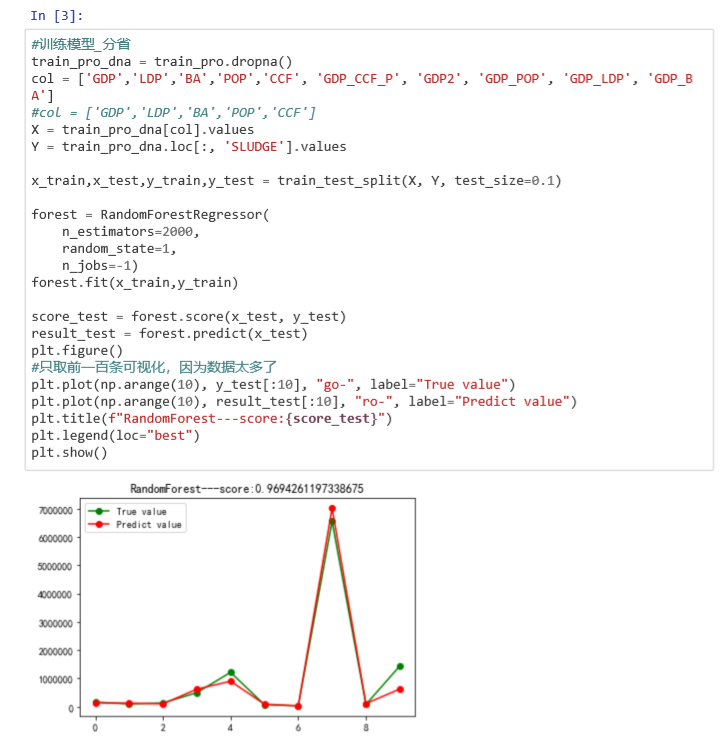 In [3]:
#训练模型_分省
train_pro_dna = train_pro.dropna()
col = ['GDP','LDP','BA','POP','CCF', 'GDP_CCF_P', 'GDP2', 'GDP_POP', 'GDP_LDP', 'GDP_B
A']
#col = ['GDP','LDP','BA','POP','CCF']
X = train_pro_dna[col].values
Y = train_pro_dna.loc[:, 'SLUDGE'].values
x_train,x_test,y_train,y_test = train_test_split(X, Y, test_size=0.1)
forest = RandomForestRegressor(
    n_estimators=2000,
    random_state=1,
    n_jobs=-1)
forest.fit(x_train,y_train)
score_test = forest.score(x_test, y_test)
result_test = forest.predict(x_test)
plt.figure()
#只取前一百条可视化，因为数据太多了
plt.plot(np.arange(10), y_test[:10], "go-", label="True value")
plt.plot(np.arange(10), result_test[:10], "ro-", label="Predict value")
plt.title(f"RandomForest---score:{score_test}")
plt.legend(loc="best")
plt.show()
RandomForest---score:0.9694261197338675
True value
Predict value
7000000
6000000
5000000
4000000
3000000
2000000
1000000
0
0 2 4 6 8